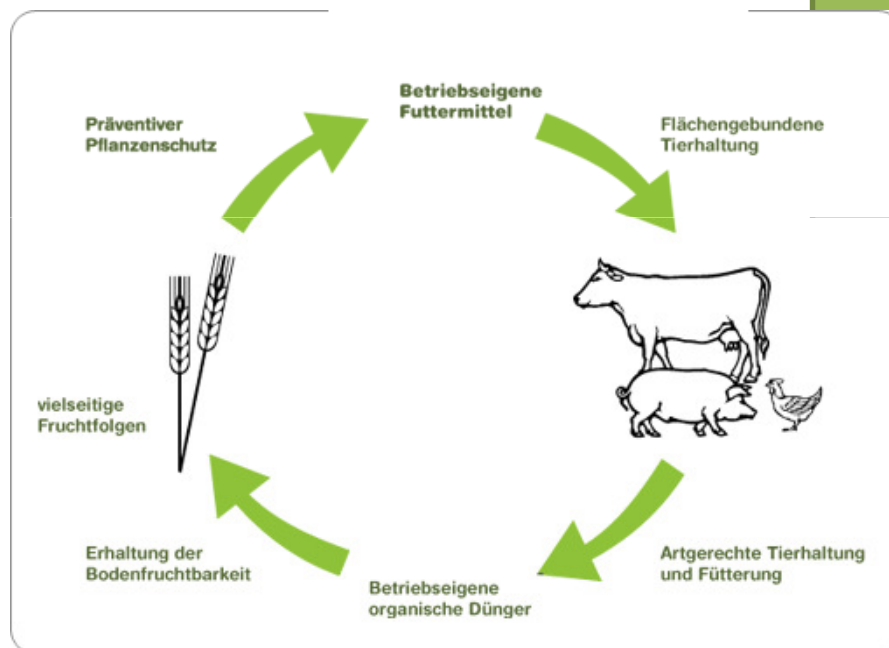 Betriebseigene
Futtermittel
Präventiver
Pflanzenschutz
Flächengebundene
Tierhaltung
vielseitige
Fruchtfolgen
Erhaltung der
Bodenfruchtbarkeit
Artgerechte Tierhaltung
und Fütterung
Betriebseigene
organische Dünger